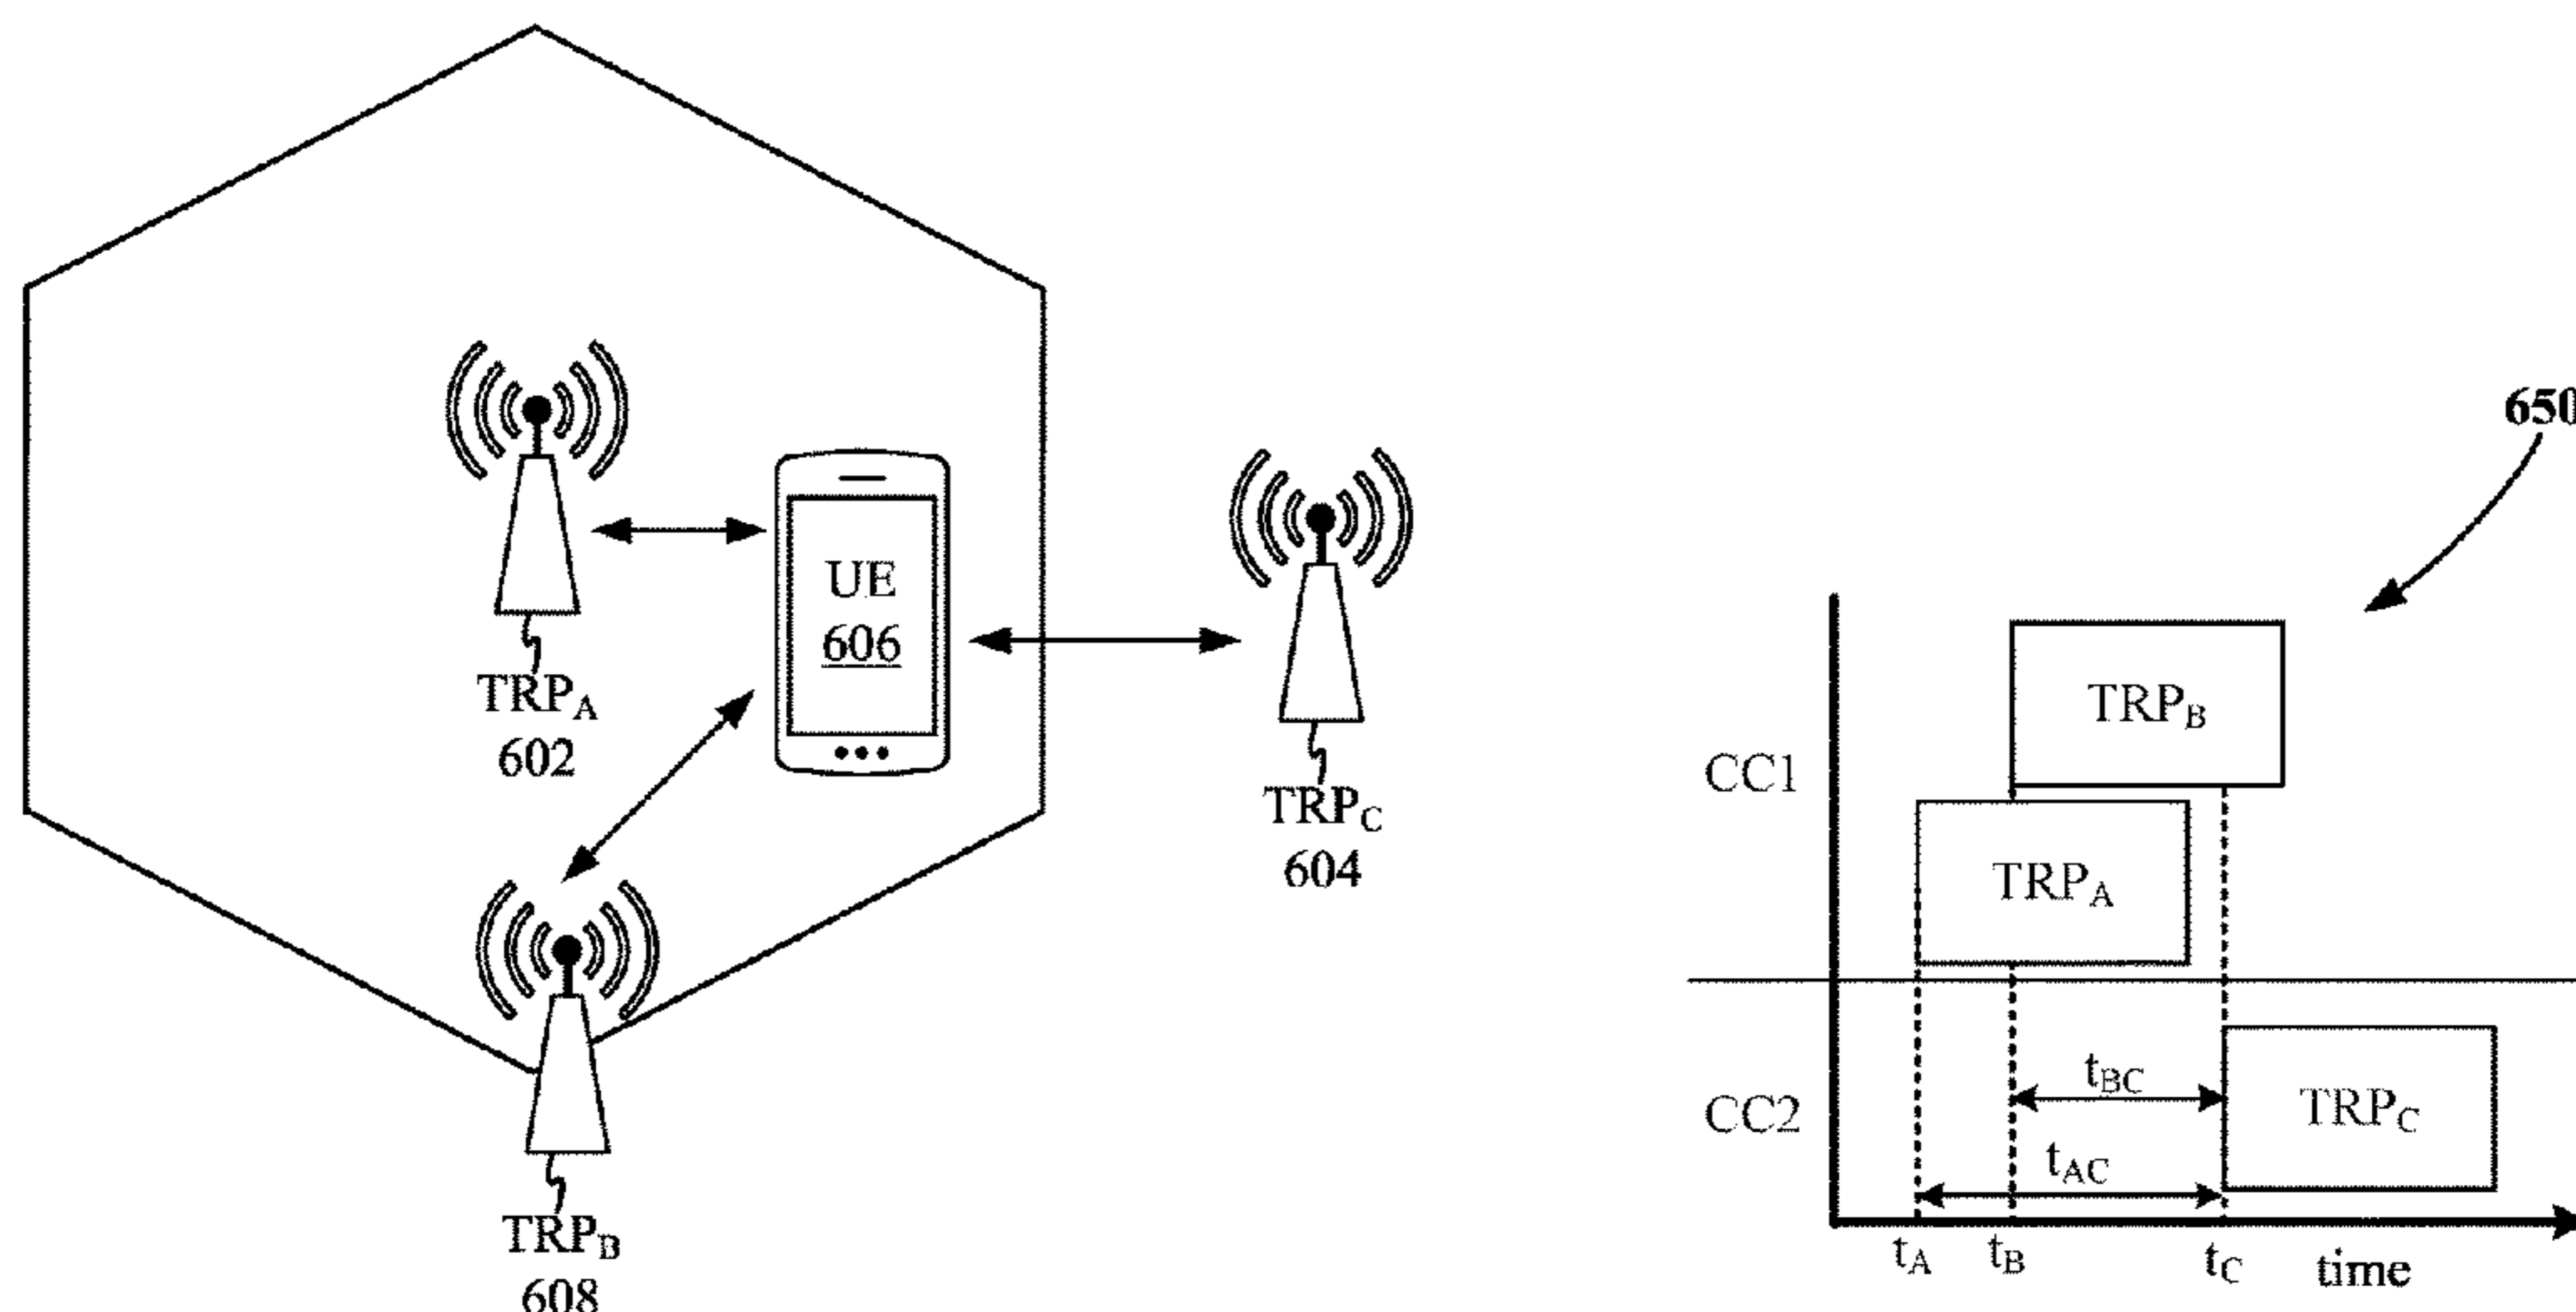 UE
606
TRPA
602
TRPC
604
TRPB
608
650
TRPB
CC1
TRPA
tBC
TRPC
CC2
tAC
tA
tB
tC
time